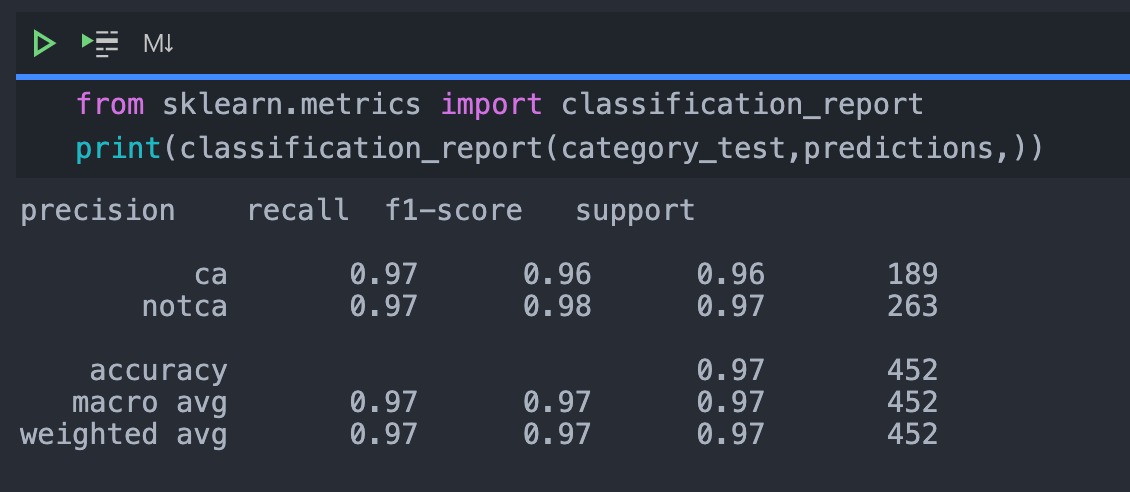 M↓
from sklearn.metrics import classification_report
print(classification_report(category_test,predictions,))
precision    recall  f1-score   support
ca       0.97      0.96      0.96       189
notca       0.97      0.98      0.97       263
accuracy                           0.97       452
macro avg       0.97      0.97      0.97       452
weighted avg       0.97      0.97      0.97       452